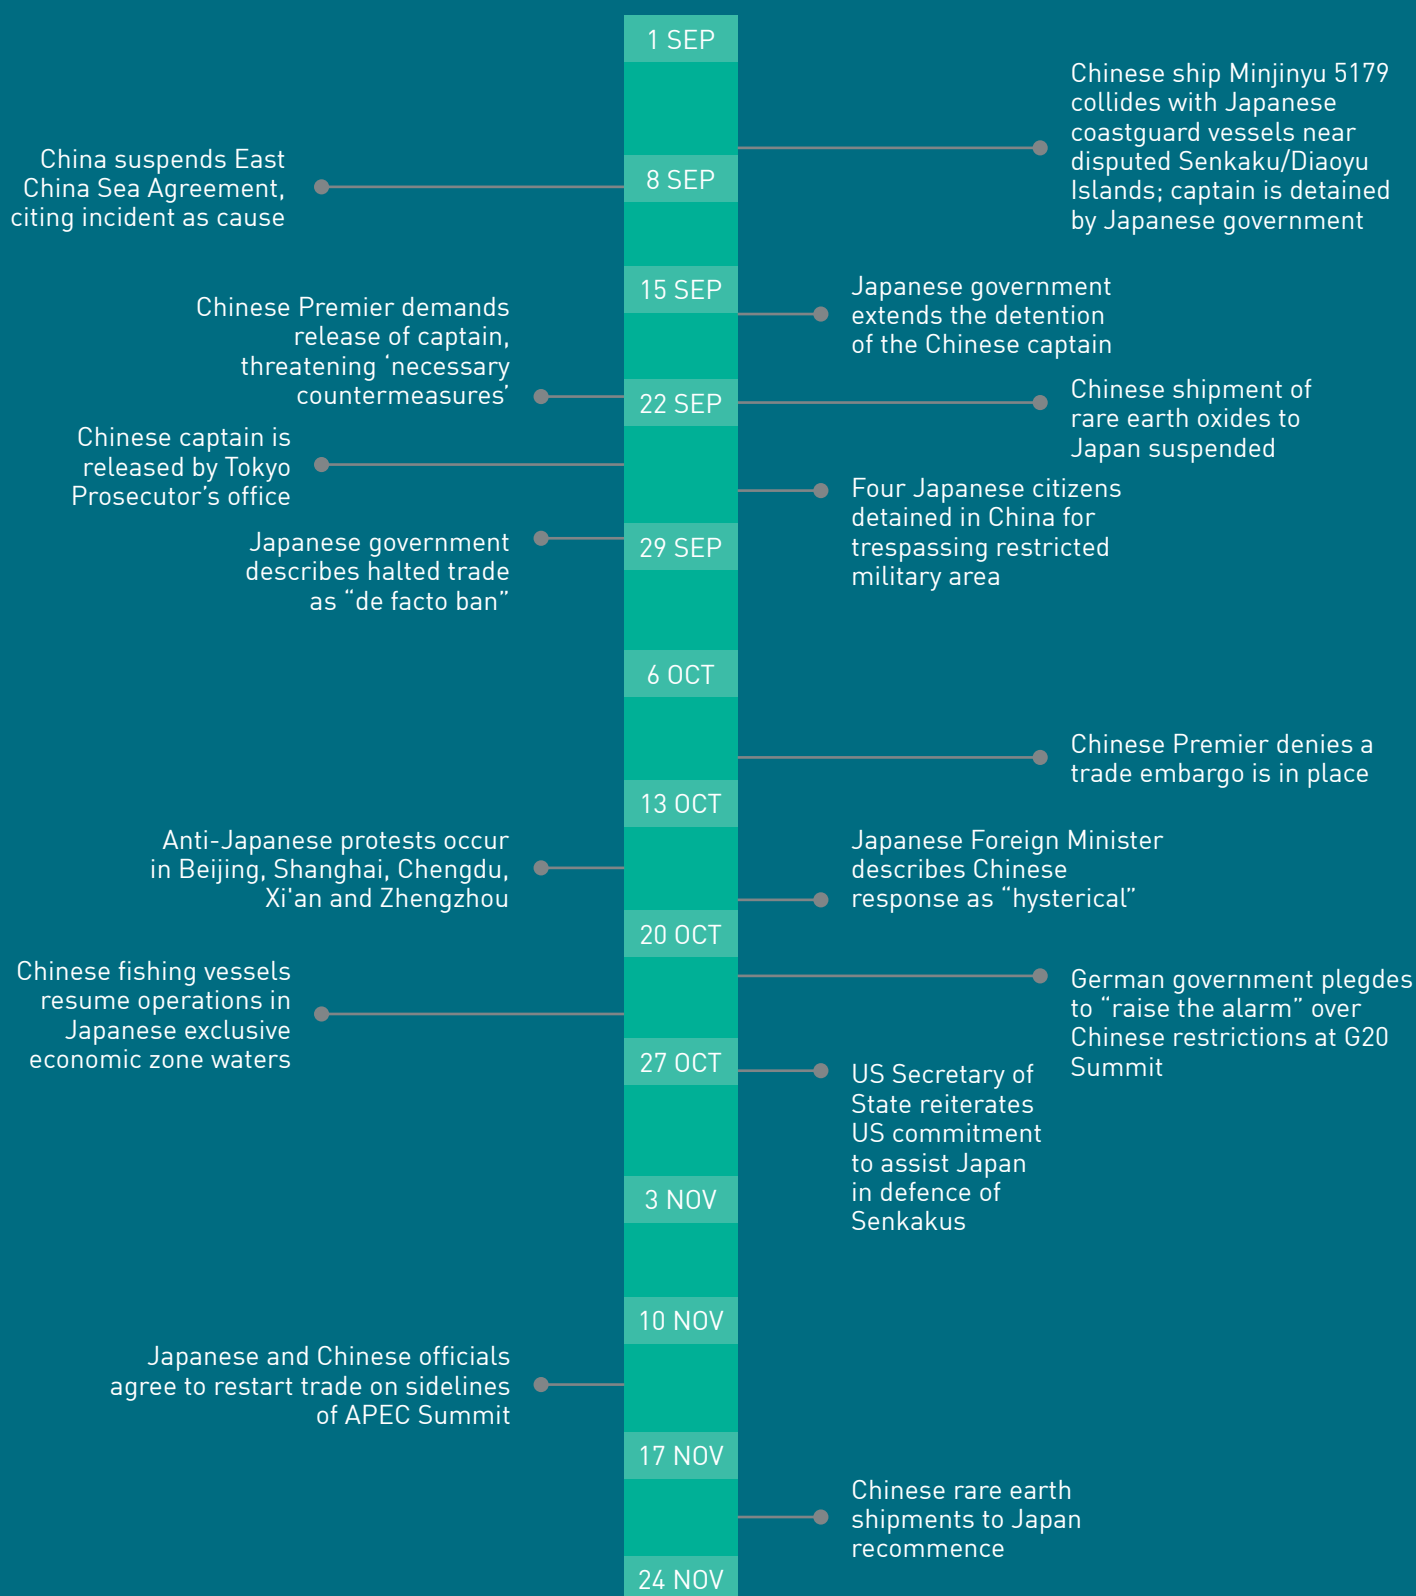 1 SEP
Chinese ship Minjinyu 5179
collides with Japanese
coastguard vessels near
disputed Senkaku/Diaoyu
Islands; captain is detained
by Japanese government
China suspends East
China Sea Agreement,
citing incident as cause
8 SEP
15 SEP
Japanese government
extends the detention
of the Chinese captain
Chinese Premier demands
release of captain,
threatening ‘necessary
countermeasures’
22 SEP
Chinese shipment of
rare earth oxides to
Japan suspended
Chinese captain is
released by Tokyo
Prosecutor’s office
Four Japanese citizens
detained in China for
trespassing restricted
military area
Japanese government
describes halted trade
as “de facto ban”
29 SEP
6 OCT
Chinese Premier denies a
trade embargo is in place
13 OCT
Anti-Japanese protests occur
in Beijing, Shanghai, Chengdu,
Xi'an and Zhengzhou
Japanese Foreign Minister
describes Chinese
response as “hysterical”
20 OCT
German government plegdes
to “raise the alarm” over
Chinese restrictions at G20
Summit
Chinese fishing vessels
resume operations in
Japanese exclusive
economic zone waters
27 OCT
US Secretary of
State reiterates
US commitment
to assist Japan
in defence of
Senkakus
3 NOV
10 NOV
Japanese and Chinese officials
agree to restart trade on sidelines
of APEC Summit
17 NOV
Chinese rare earth
shipments to Japan
recommence
24 NOV